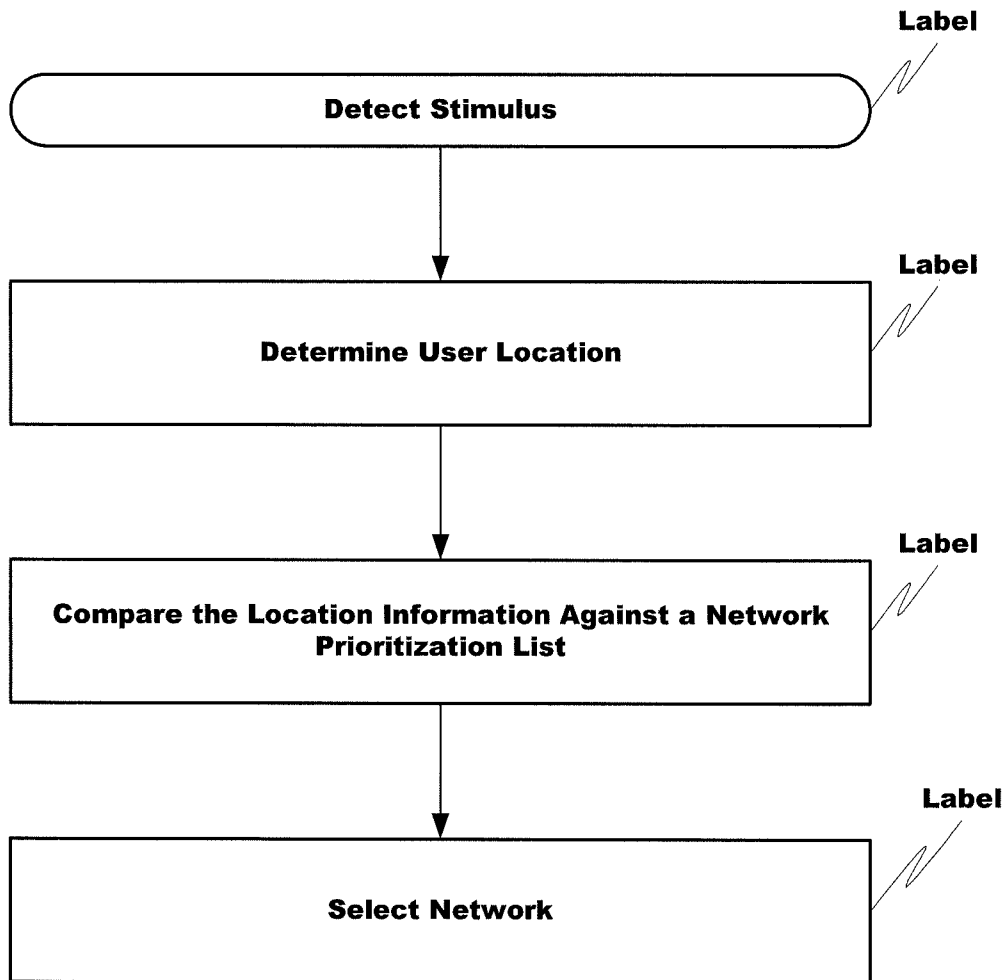 Label
Detect Stimulus
Label
Determine User Location
Label
Compare the Location Information Against a Network
Prioritization List
Label
Select Network